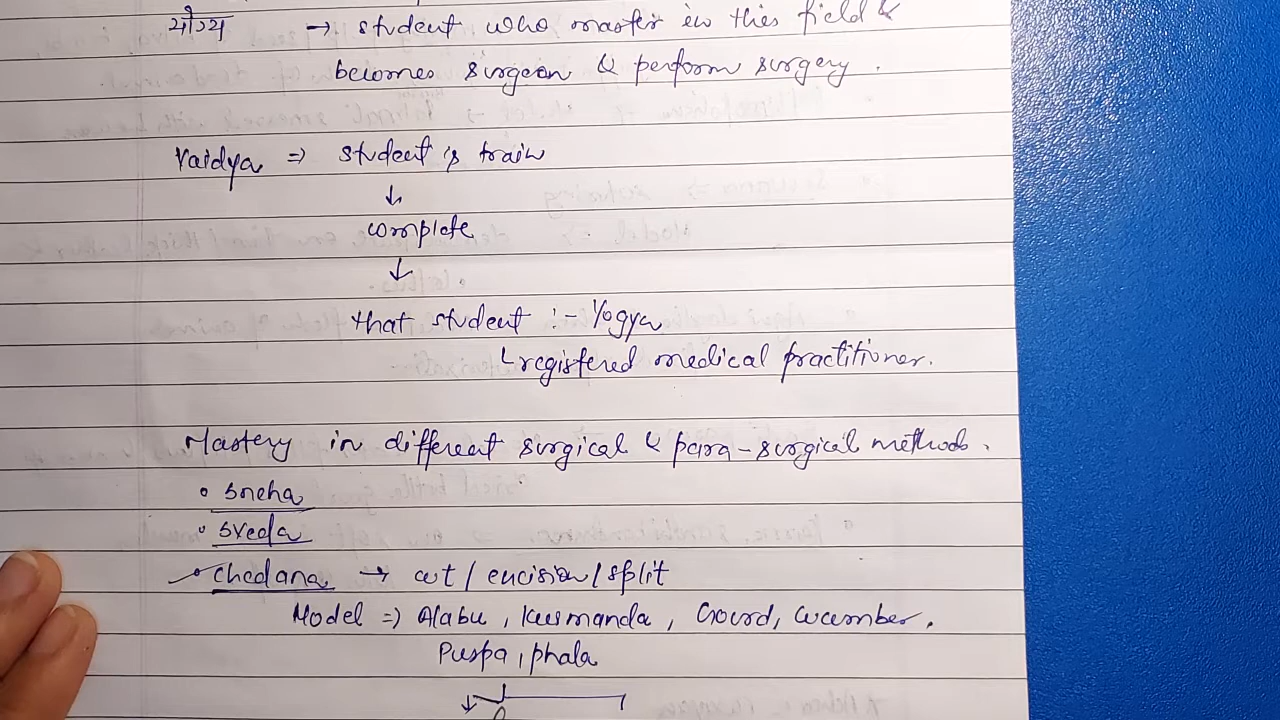 योग्य → student who master in this field &
becomes surgeon & perform surgery.
Vaidya ⇒ student is train
↓
complete
↓
that student :- Yogya
↳ registered medical practitioner.
Mastery in different surgical & para-surgical methods.
• sneha
• sveda
• chedana → cut / encision / split
Model ⇒ Alabu, Kusmanda, Gourd, Cucumber.
Puspa, phala